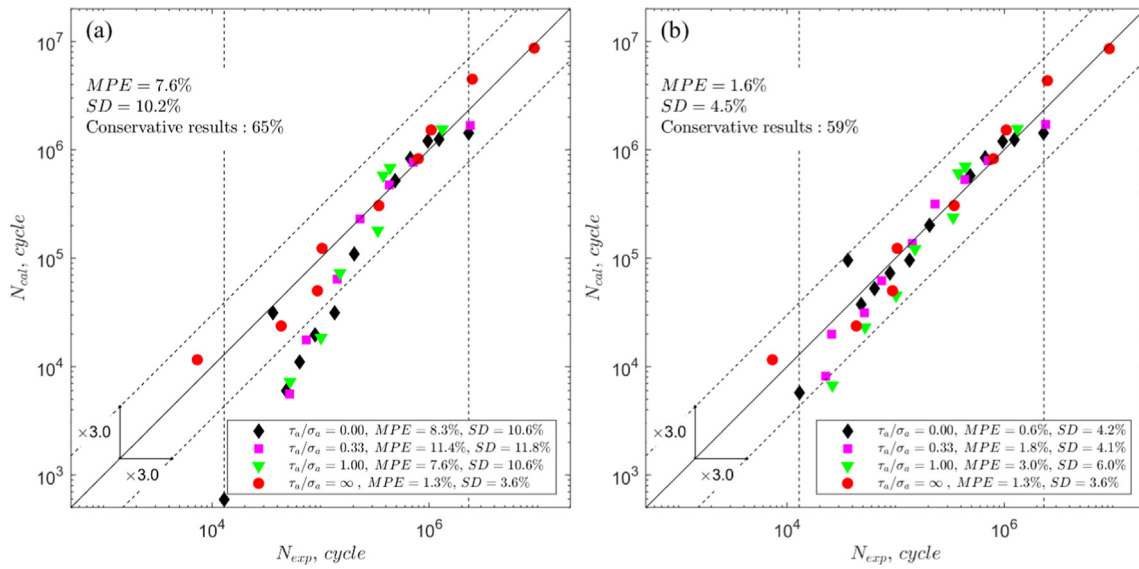 (a)
10^7
10^6
10^5
10^4
10^3
N_cal, cycle
MPE = 7.6%
SD = 10.2%
Conservative results : 65%
×3.0
×3.0
τ_a/σ_a = 0.00, MPE = 8.3%, SD = 10.6%
τ_a/σ_a = 0.33, MPE = 11.4%, SD = 11.8%
τ_a/σ_a = 1.00, MPE = 7.6%, SD = 10.6%
τ_a/σ_a = ∞, MPE = 1.3%, SD = 3.6%
10^4
10^6
N_exp, cycle
(b)
10^7
10^6
10^5
10^4
10^3
N_cal, cycle
MPE = 1.6%
SD = 4.5%
Conservative results : 59%
×3.0
×3.0
τ_a/σ_a = 0.00, MPE = 0.6%, SD = 4.2%
τ_a/σ_a = 0.33, MPE = 1.8%, SD = 4.1%
τ_a/σ_a = 1.00, MPE = 3.0%, SD = 6.0%
τ_a/σ_a = ∞, MPE = 1.3%, SD = 3.6%
10^4
10^6
N_exp, cycle